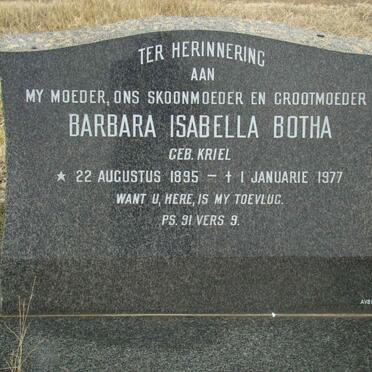 TER HERINNERING
AAN
MY MOEDER, ONS SKOONMOEDER EN GROOTMOEDER
BARBARA ISABELLA BOTHA
GEB. KRIEL
★ 22 AUGUSTUS 1895 – ✝ 1 JANUARIE 1977
WANT U, HERE, IS MY TOEVLUG.
PS. 91 VERS 9.